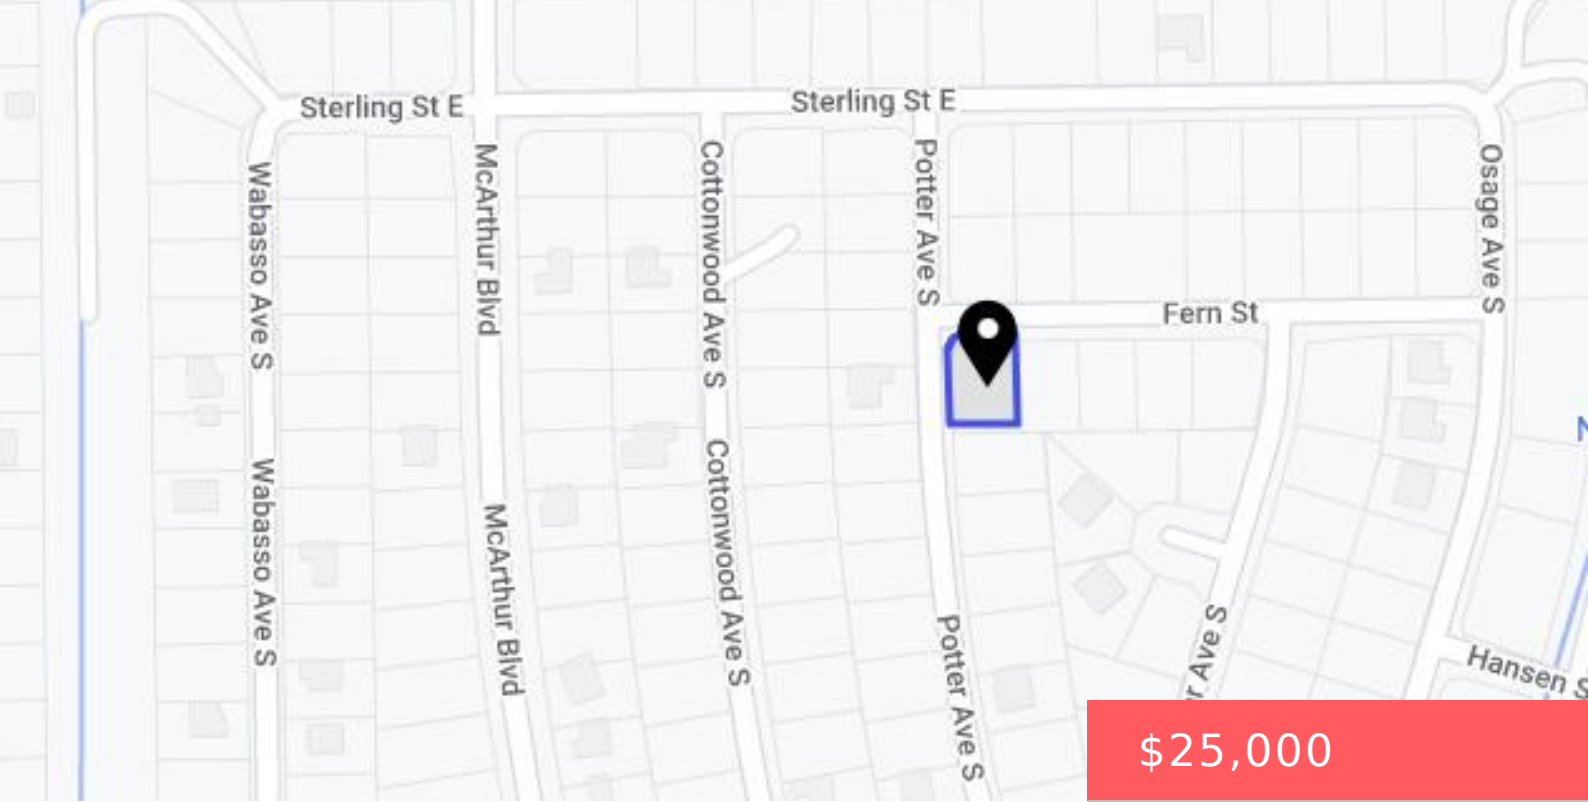 Sterling St E
Sterling St E
Wabasso Ave S
McArthur Blvd
Cottonwood Ave S
Potter Ave S
Osage Ave S
Fern St
Wabasso Ave S
McArthur Blvd
Cottonwood Ave S
Potter Ave S
r Ave S
Hansen S
$25,000